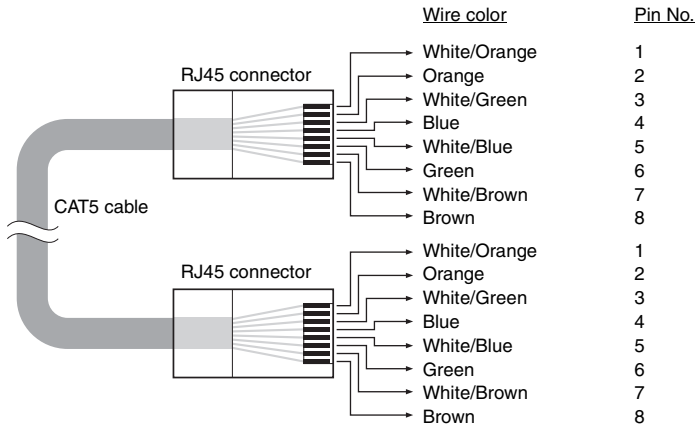 Wire color Pin No.
White/Orange 1
RJ45 connector Orange 2
White/Green 3
Blue 4
White/Blue 5
Green 6
White/Brown 7
CAT5 cable
Brown 8
White/Orange 1
RJ45 connector Orange 2
White/Green 3
Blue 4
White/Blue 5
Green 6
White/Brown 7
Brown 8